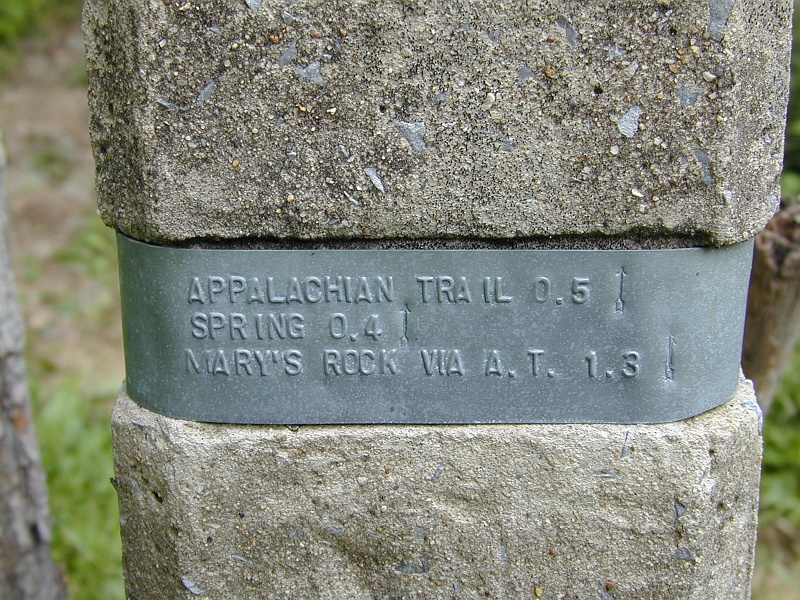 APPALACHIAN TRAIL 0.5 ↑
SPRING 0.4 ↑
MARY'S ROCK VIA A.T. 1.3 ↑